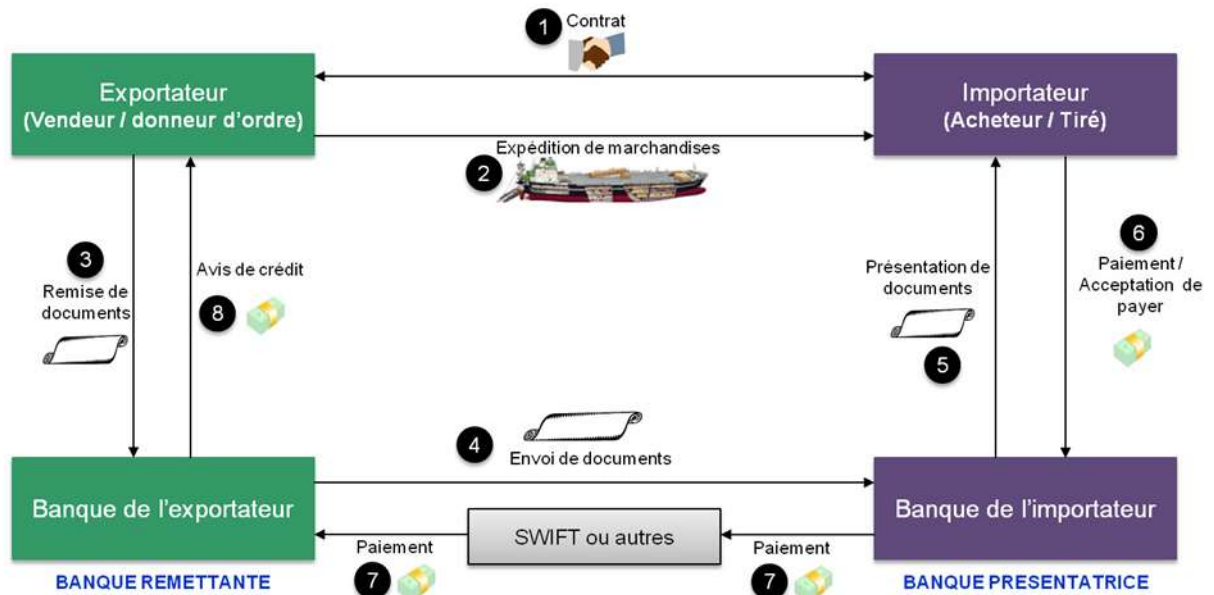 1
Contrat
Exportateur
(Vendeur / donneur d'ordre)
Importateur
(Acheteur / Tiré)
Expédition de marchandises
2
3
Remise de
documents
Avis de crédit
8
Présentation de
documents
5
6
Paiement /
Acceptation de
payer
4
Envoi de documents
Banque de l'exportateur
SWIFT ou autres
Banque de l'importateur
Paiement
7
Paiement
7
BANQUE REMETTANTE
BANQUE PRESENTATRICE